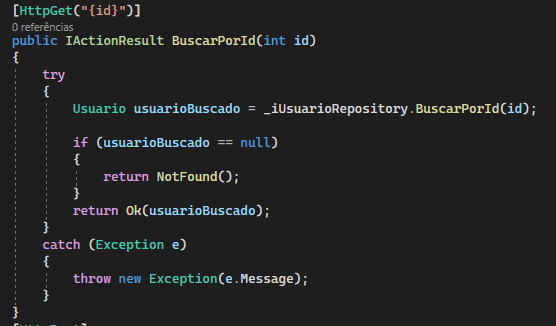 [HttpGet("{id}")]
0 referências
public IActionResult BuscarPorId(int id)
{
try
{
Usuario usuarioBuscado = _iUsuarioRepository.BuscarPorId(id);
if (usuarioBuscado == null)
{
return NotFound();
}
return Ok(usuarioBuscado);
}
catch (Exception e)
{
throw new Exception(e.Message);
}
}